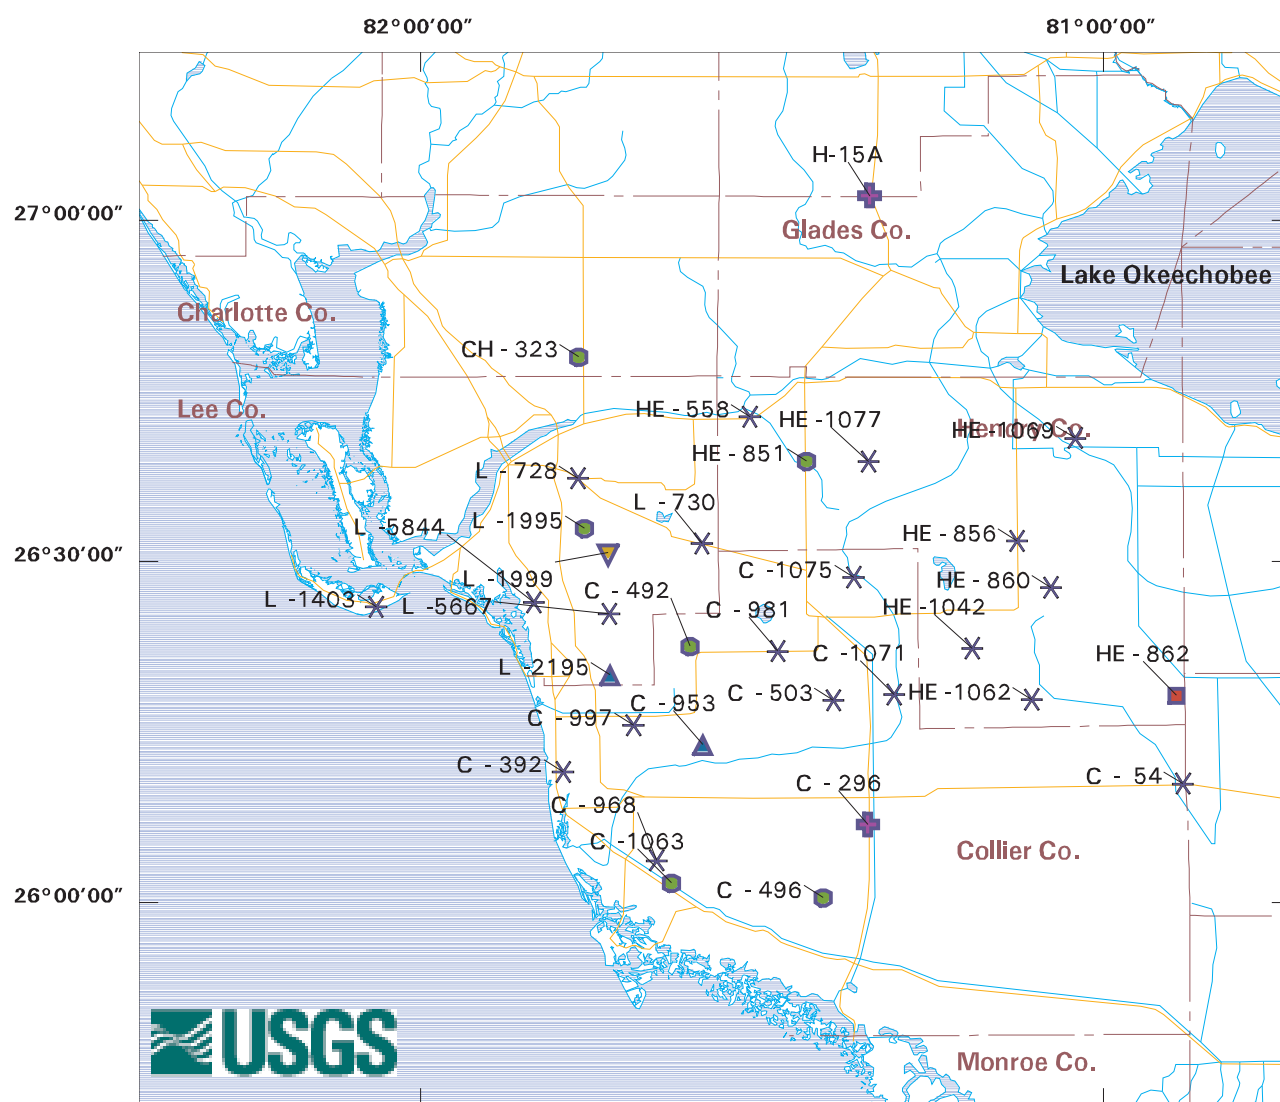 82°00'00"
81°00'00"
H-15A
27°00'00"
Glades Co.
Lake Okeechobee
Charlotte Co.
CH - 323
Lee Co.
HE - 558
HE - 1077
Hendry Co.
HE - 1069
HE - 851
L - 728
L - 730
L - 5844
L - 1995
HE - 856
26°30'00"
L - 1999
C - 1075
HE - 860
C - 492
L - 1403
L - 5667
C - 981
HE - 1042
C - 1071
HE - 862
L - 2195
C - 503
HE - 1062
C - 953
C - 997
C - 392
C - 54
C - 296
C - 968
C - 1063
Collier Co.
26°00'00"
C - 496
USGS
Monroe Co.